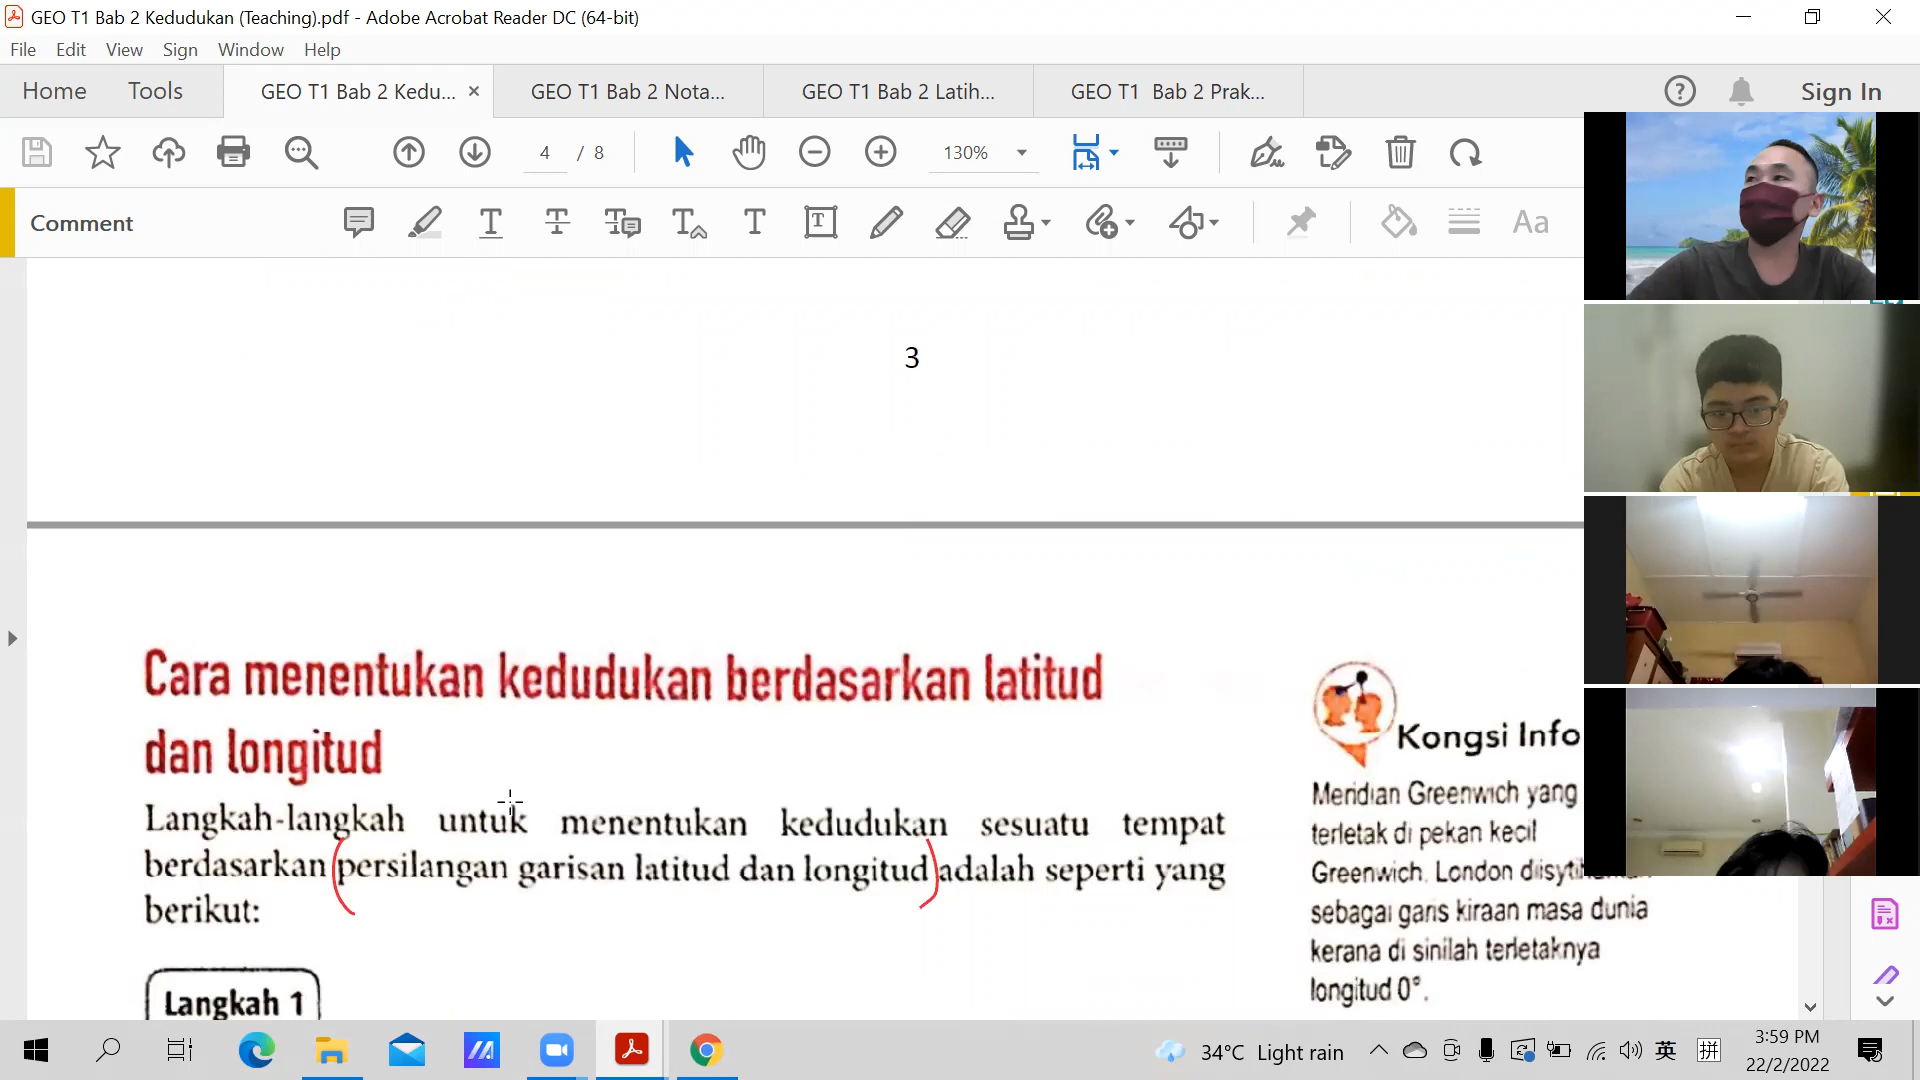 GEO T1 Bab 2 Kedudukan (Teaching).pdf - Adobe Acrobat Reader DC (64-bit)
File Edit View Sign Window Help
Home Tools GEO T1 Bab 2 Kedu... × GEO T1 Bab 2 Nota... GEO T1 Bab 2 Latih... GEO T1 Bab 2 Prak... Sign In
4 / 8 130%
Comment
Aa
3
Cara menentukan kedudukan berdasarkan latitud
dan longitud
Langkah-langkah untuk menentukan kedudukan sesuatu tempat
berdasarkan (persilangan garisan latitud dan longitud) adalah seperti yang
berikut:
Langkah 1
Kongsi Info
Meridian Greenwich yang
terletak di pekan kecil
Greenwich, London
sebagai garis kiraan masa dunia
kerana di sinilah terletaknya
longitud 0°.
34°C Light rain
英 拼
3:59 PM
22/2/2022